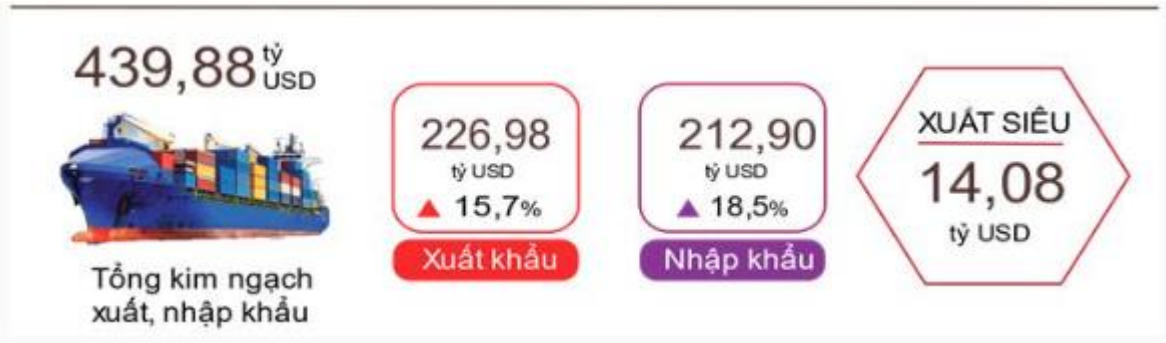 439,88 tỷ USD
Tổng kim ngạch
xuất, nhập khẩu
226,98
tỷ USD
▲ 15,7%
Xuất khẩu
212,90
tỷ USD
▲ 18,5%
Nhập khẩu
XUẤT SIÊU
14,08
tỷ USD